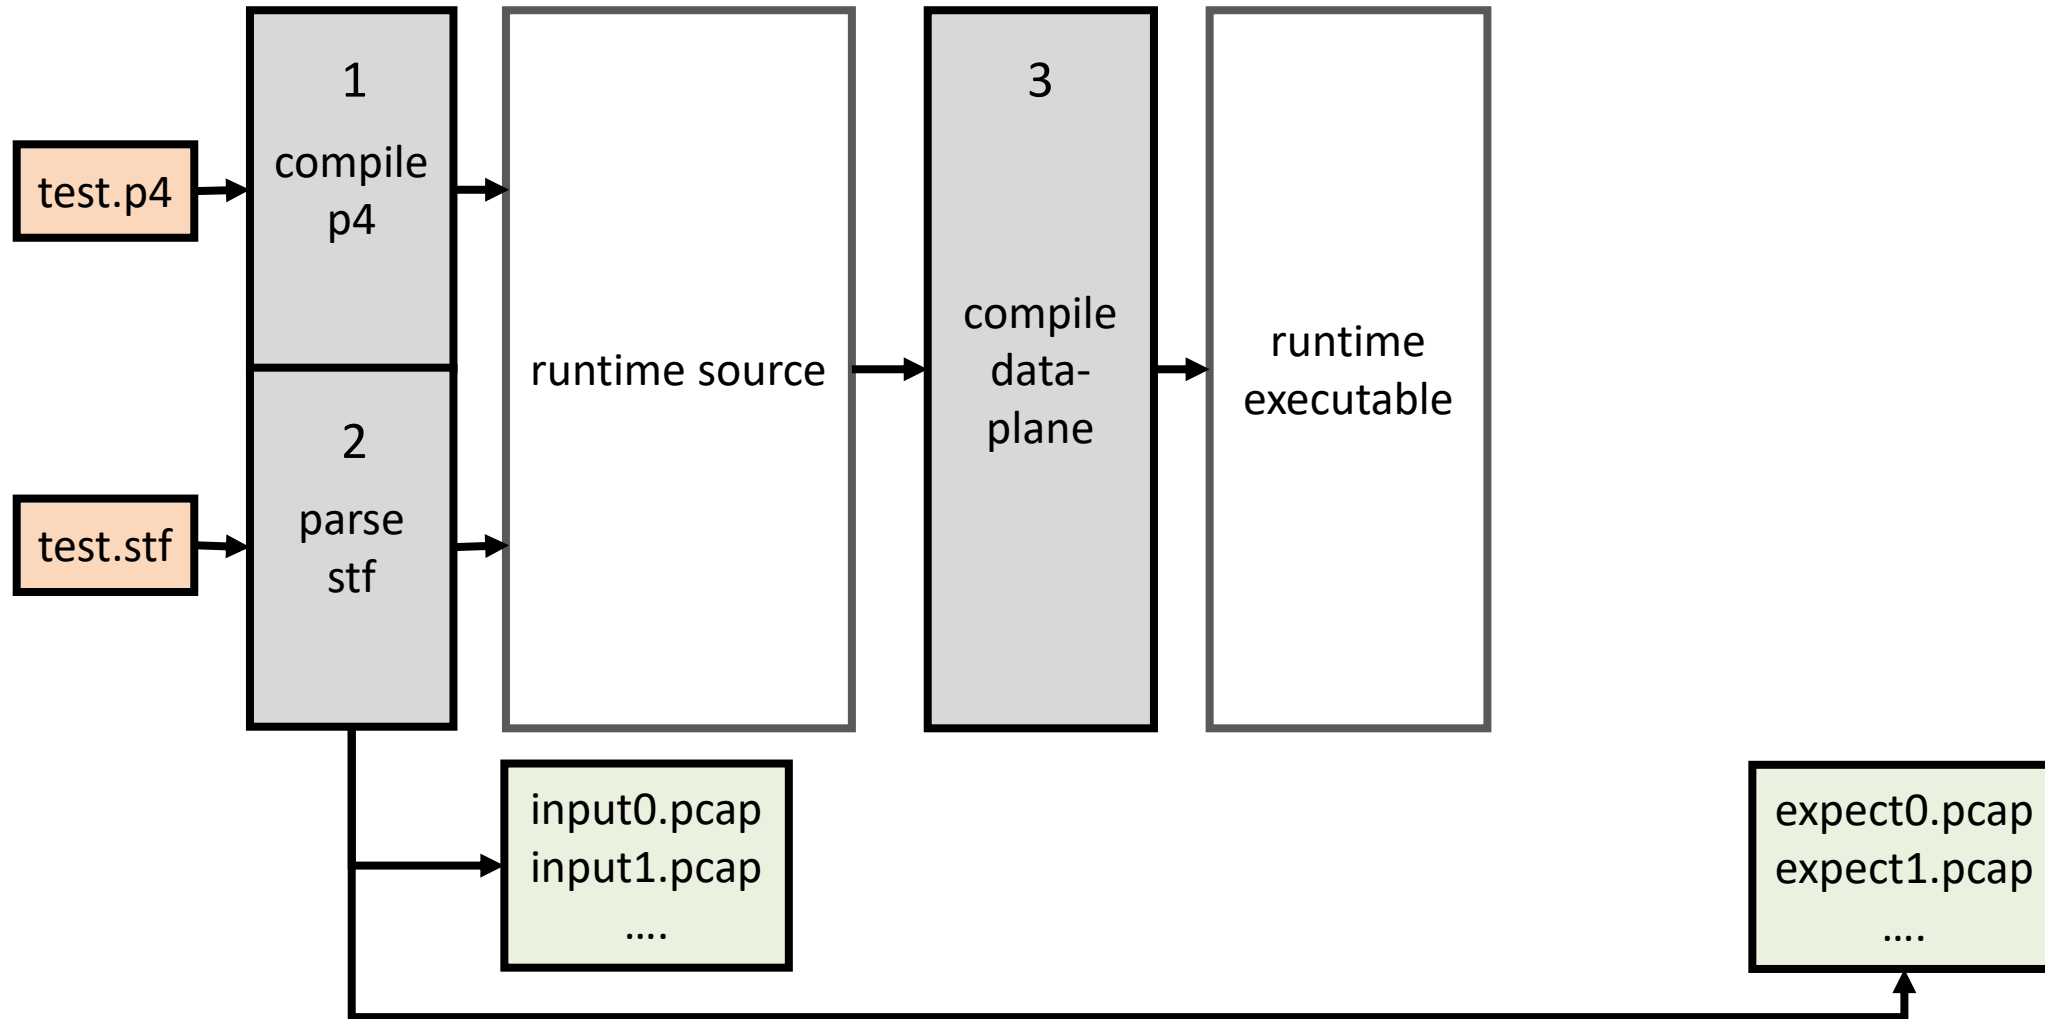 test.p4
1
compile
p4
test.stf
2
parse
stf
runtime source
3
compile
data-
plane
runtime
executable
input0.pcap
input1.pcap
....
expect0.pcap
expect1.pcap
....